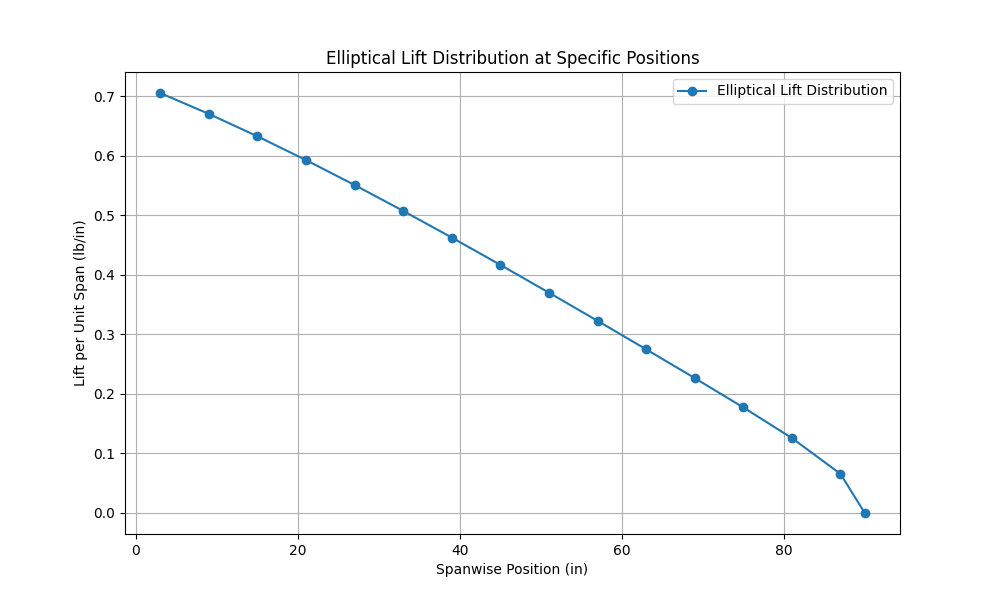 Elliptical Lift Distribution at Specific Positions
Elliptical Lift Distribution
Lift per Unit Span (lb/in)
0.7
0.6
0.5
0.4
0.3
0.2
0.1
0.0
0 20 40 60 80
Spanwise Position (in)